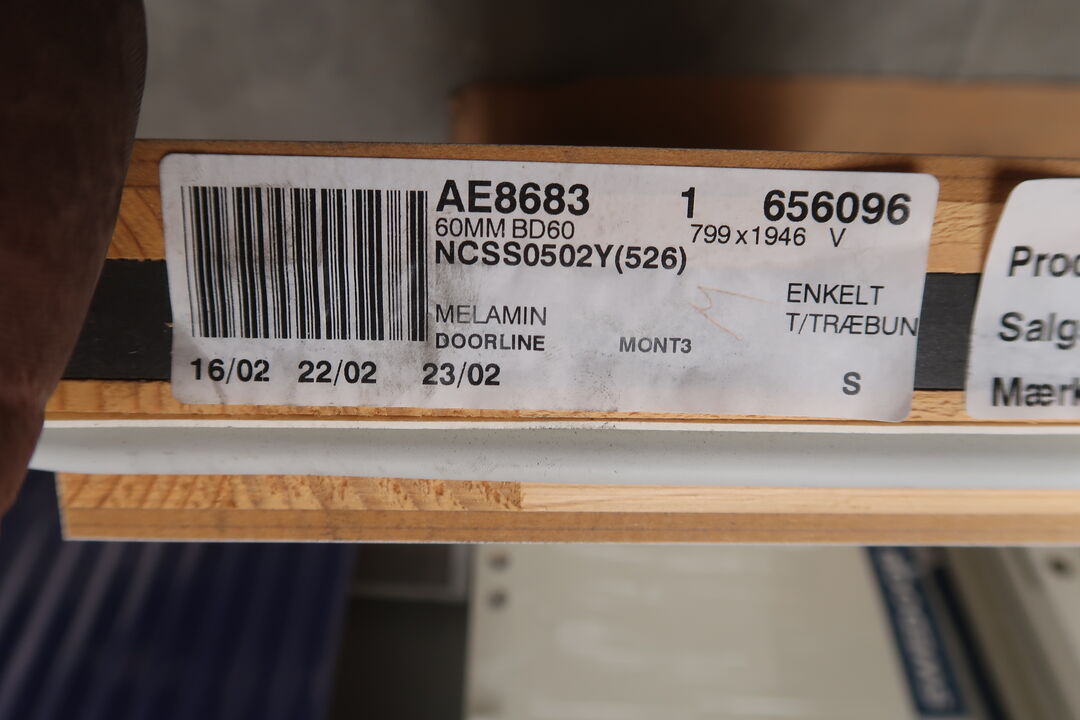 AE8683 1 656096
60MM BD60 799x1946 V
NCSS0502Y(526)
ENKELT
MELAMIN T/TRÆBUN
DOORLINE MONT3
16/02 22/02 23/02 S
Proc
Salg
Mærk